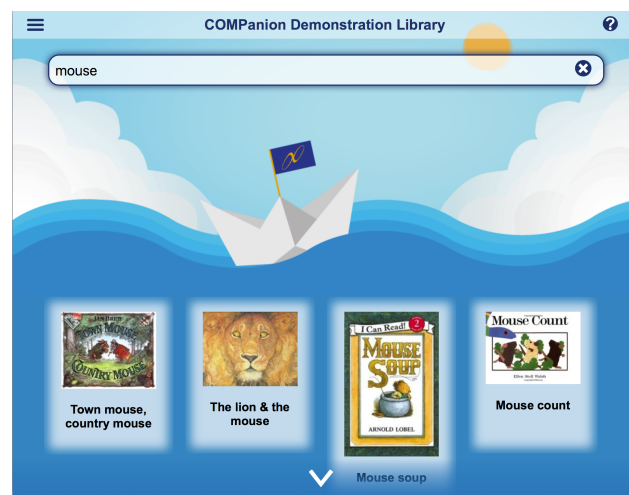 COMPanion Demonstration Library
mouse
JAN BRETT
TOWN MOUSE
COUNTRY MOUSE
Town mouse,
country mouse
The lion & the
mouse
I Can Read!
2
MOUSE
SOUP
ARNOLD LOBEL
Mouse soup
Mouse Count
Ellen Stoll Walsh
Mouse count